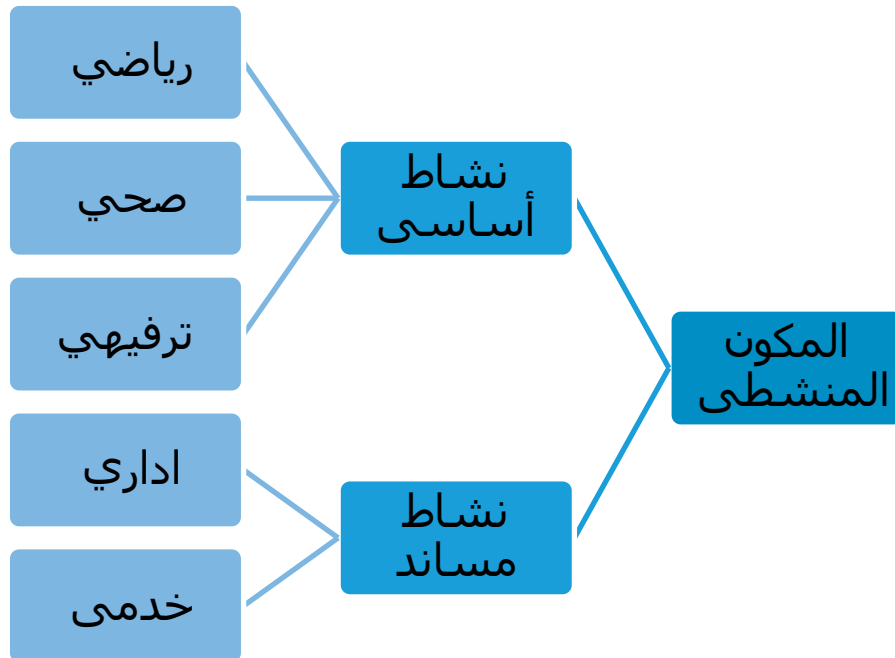 المكون
المنشطى
نشاط
أساسى
رياضي
صحي
ترفيهي
نشاط
مساند
اداري
خدمى